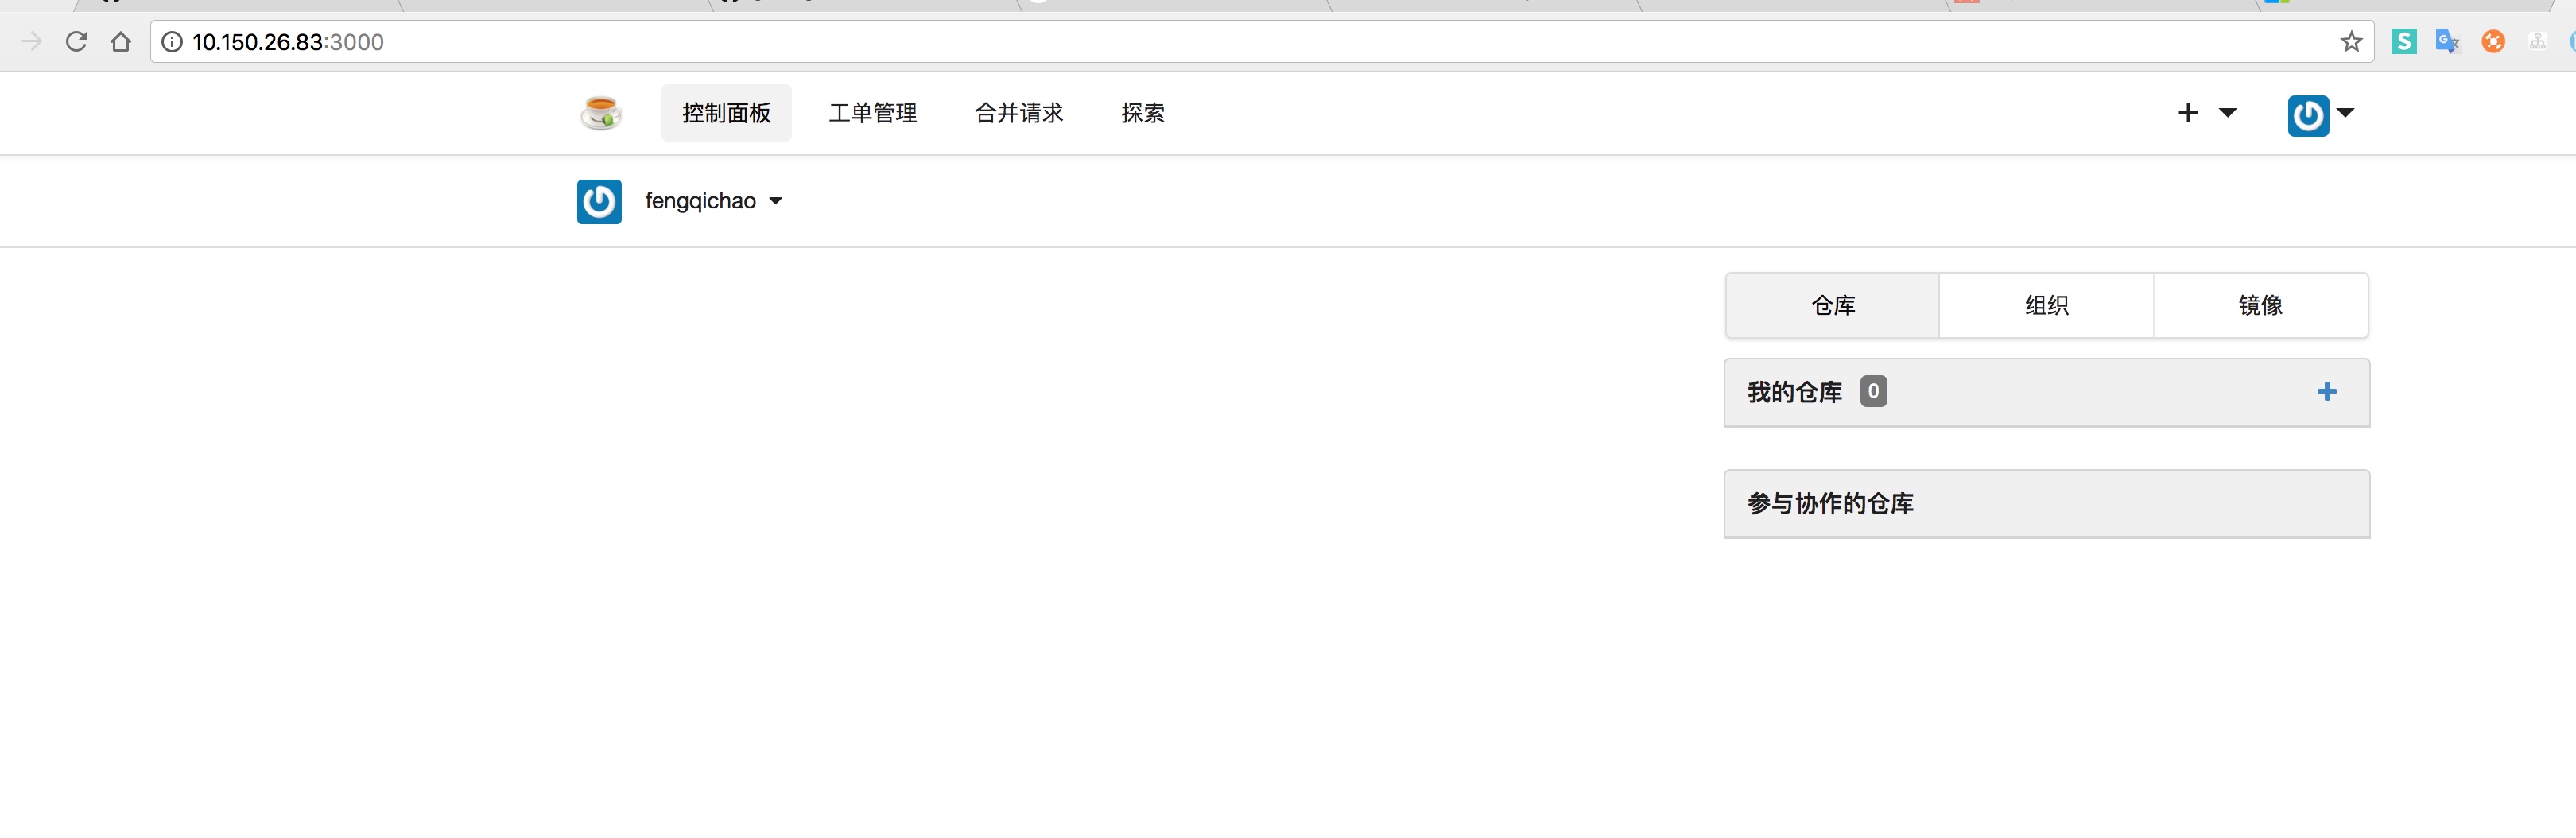 10.150.26.83:3000
S
G
控制面板 工单管理 合并请求 探索
fengqichao
仓库 组织 镜像
我的仓库 0
参与协作的仓库